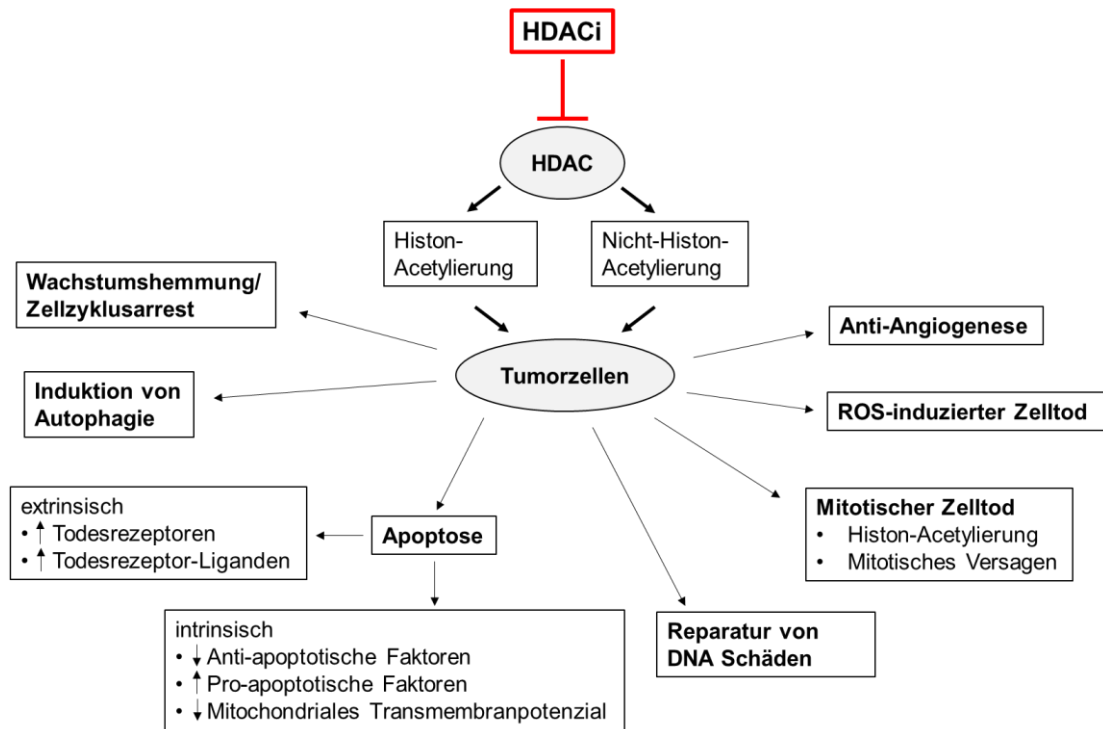 HDACi
HDAC
Histon-
Acetylierung
Nicht-Histon-
Acetylierung
Wachstumshemmung/
Zellzyklusarrest
Anti-Angiogenese
Tumorzellen
Induktion von
Autophagie
ROS-induzierter Zelltod
extrinsisch
• ↑ Todesrezeptoren
• ↑ Todesrezeptor-Liganden
Apoptose
Mitotischer Zelltod
• Histon-Acetylierung
• Mitotisches Versagen
intrinsisch
• ↓ Anti-apoptotische Faktoren
• ↑ Pro-apoptotische Faktoren
• ↓ Mitochondriales Transmembranpotenzial
Reparatur von
DNA Schäden